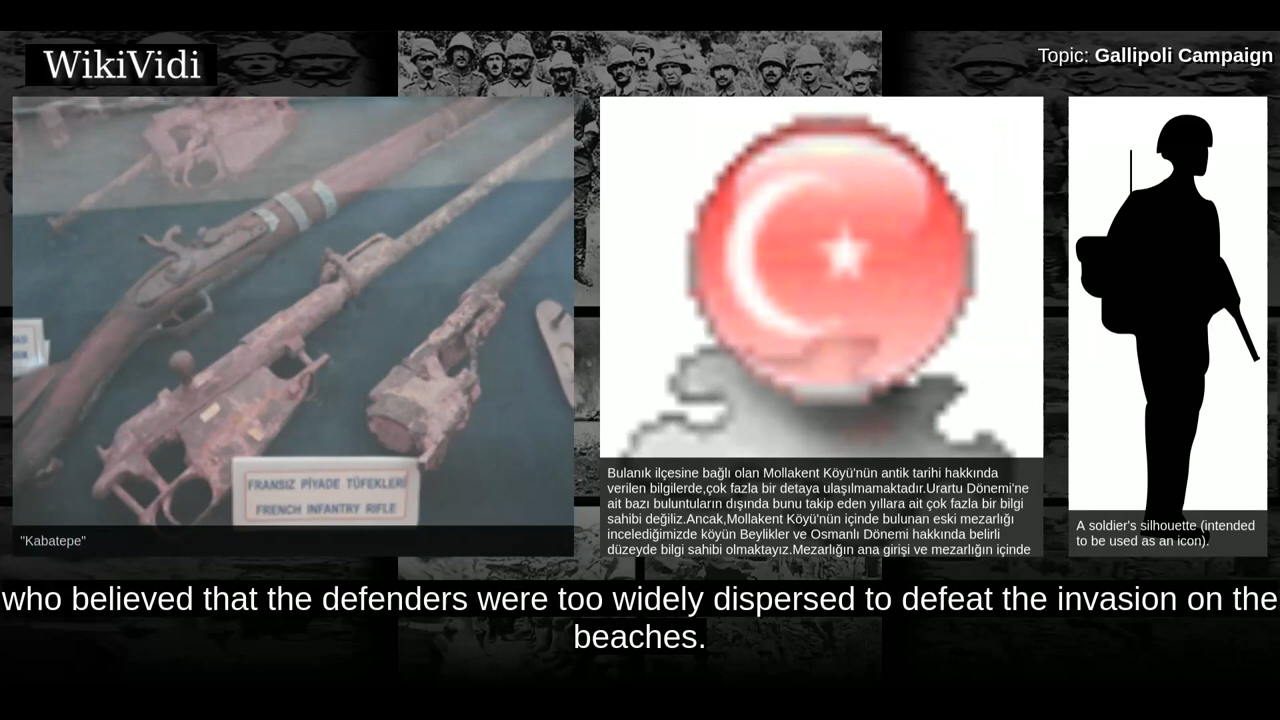 WikiVidi
Topic: Gallipoli Campaign
FRANSIZ PİYADE TÜFEKLERİ
FRENCH INFANTRY RIFLE
"Kabatepe"
Bulanık ilçesine bağlı olan Mollakent Köyü'nün antik tarihi hakkında
verilen bilgilerde,çok fazla bir detaya ulaşılmamaktadır.Urartu Dönemi'ne
ait bazı buluntuların dışında bunu takip eden yıllara ait çok fazla bir bilgi
sahibi değiliz.Ancak,Mollakent Köyü'nün içinde bulunan eski mezarlığı
incelediğimizde köyün Beylikler ve Osmanlı Dönemi hakkında belirli
düzeyde bilgi sahibi olmaktayız.Mezarlığın ana girişi ve mezarlığın içinde
A soldier's silhouette (intended
to be used as an icon).
who believed that the defenders were too widely dispersed to defeat the invasion on the
beaches.